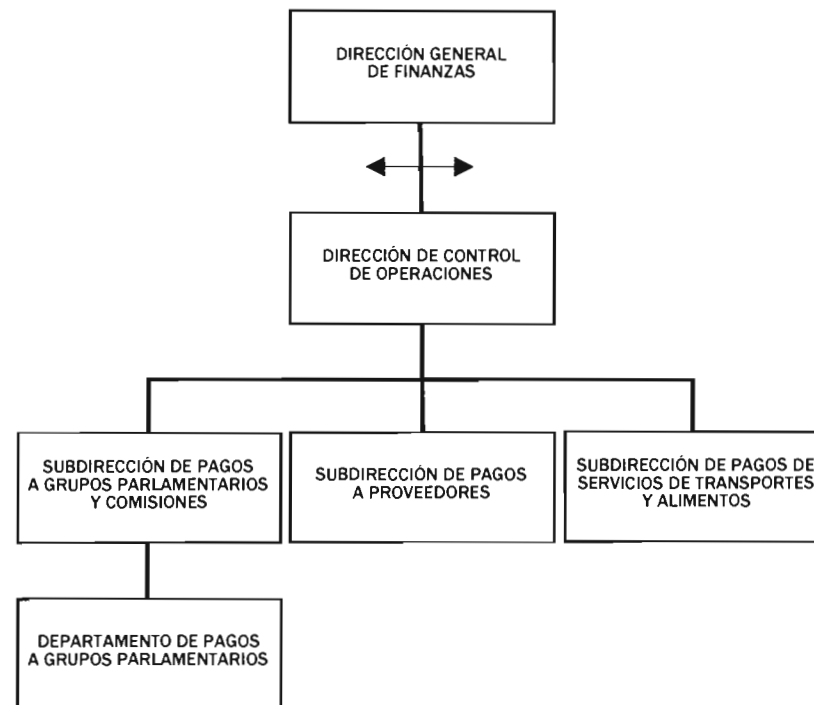 DIRECCIÓN GENERAL
DE FINANZAS
DIRECCIÓN DE CONTROL
DE OPERACIONES
SUBDIRECCIÓN DE PAGOS
A GRUPOS PARLAMENTARIOS
Y COMISIONES
SUBDIRECCIÓN DE PAGOS
A PROVEEDORES
SUBDIRECCIÓN DE PAGOS DE
SERVICIOS DE TRANSPORTES
Y ALIMENTOS
DEPARTAMENTO DE PAGOS
A GRUPOS PARLAMENTARIOS